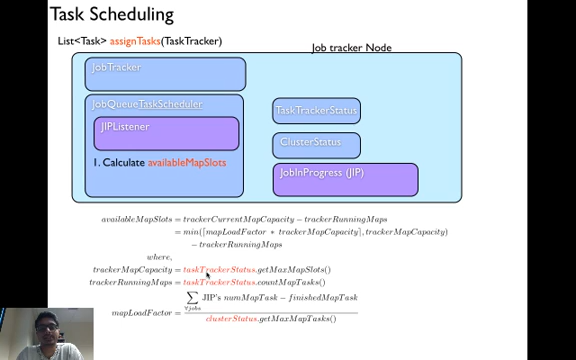 Task Scheduling
List<Task> assignTasks(TaskTracker)
Job tracker Node
JobTracker
JobQueueTaskScheduler
JIPListener
1. Calculate availableMapSlots
TaskTrackerStatus
ClusterStatus
JobInProgress (JIP)
availableMapSlots = trackerCurrentMapCapacity − trackerRunningMaps
= min(⌈mapLoadFactor ∗ trackerMapCapacity⌉, trackerMapCapacity)
− trackerRunningMaps
where,
trackerMapCapacity = taskTrackerStatus.getMaxMapSlots()
trackerRunningMaps = taskTrackerStatus.countMapTasks()
mapLoadFactor = ∑∀jobs JIP's numMapTask − finishedMapTask
clusterStatus.getMaxMapTasks()